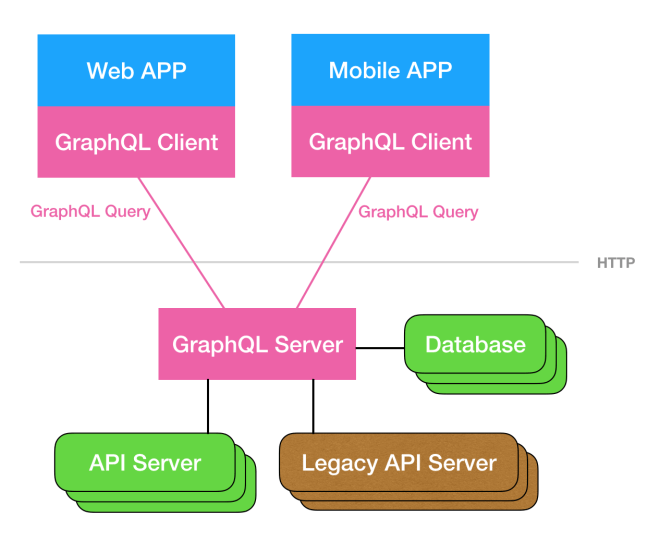 Web APP
Mobile APP
GraphQL Client
GraphQL Client
GraphQL Query
GraphQL Query
HTTP
GraphQL Server
Database
API Server
Legacy API Server